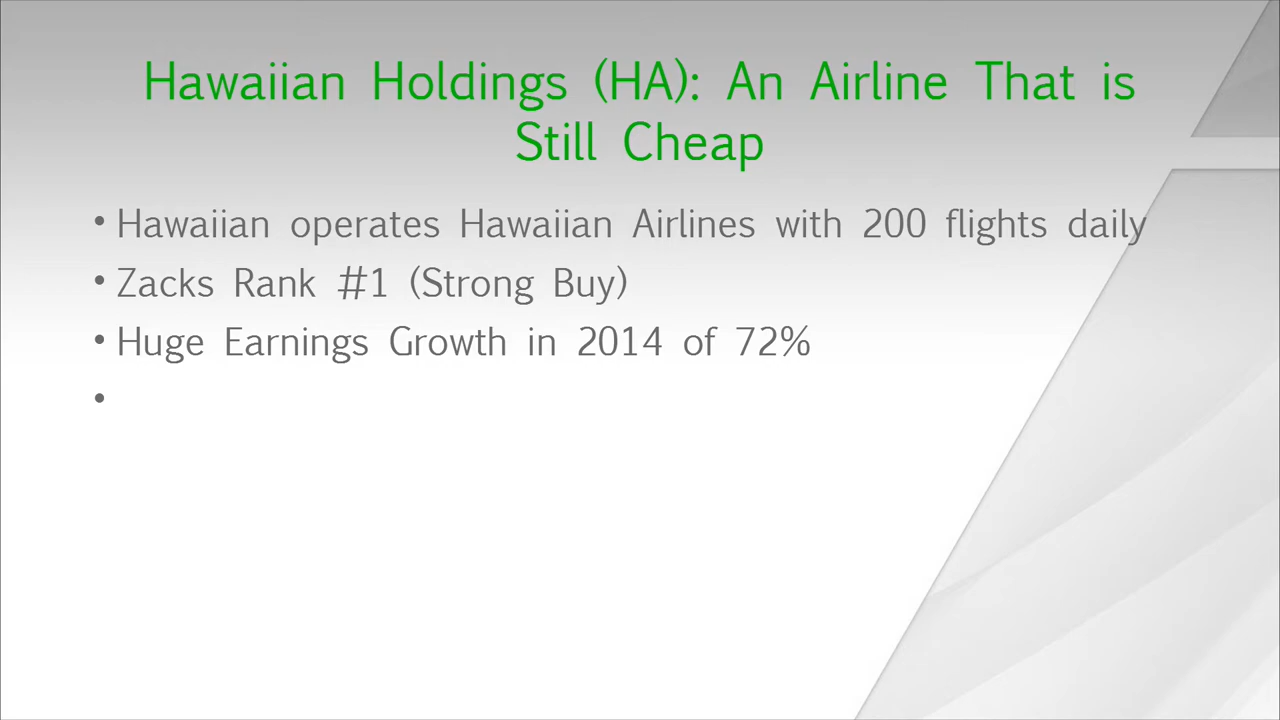 Hawaiian Holdings (HA): An Airline That is
Still Cheap
• Hawaiian operates Hawaiian Airlines with 200 flights daily
• Zacks Rank #1 (Strong Buy)
• Huge Earnings Growth in 2014 of 72%
•